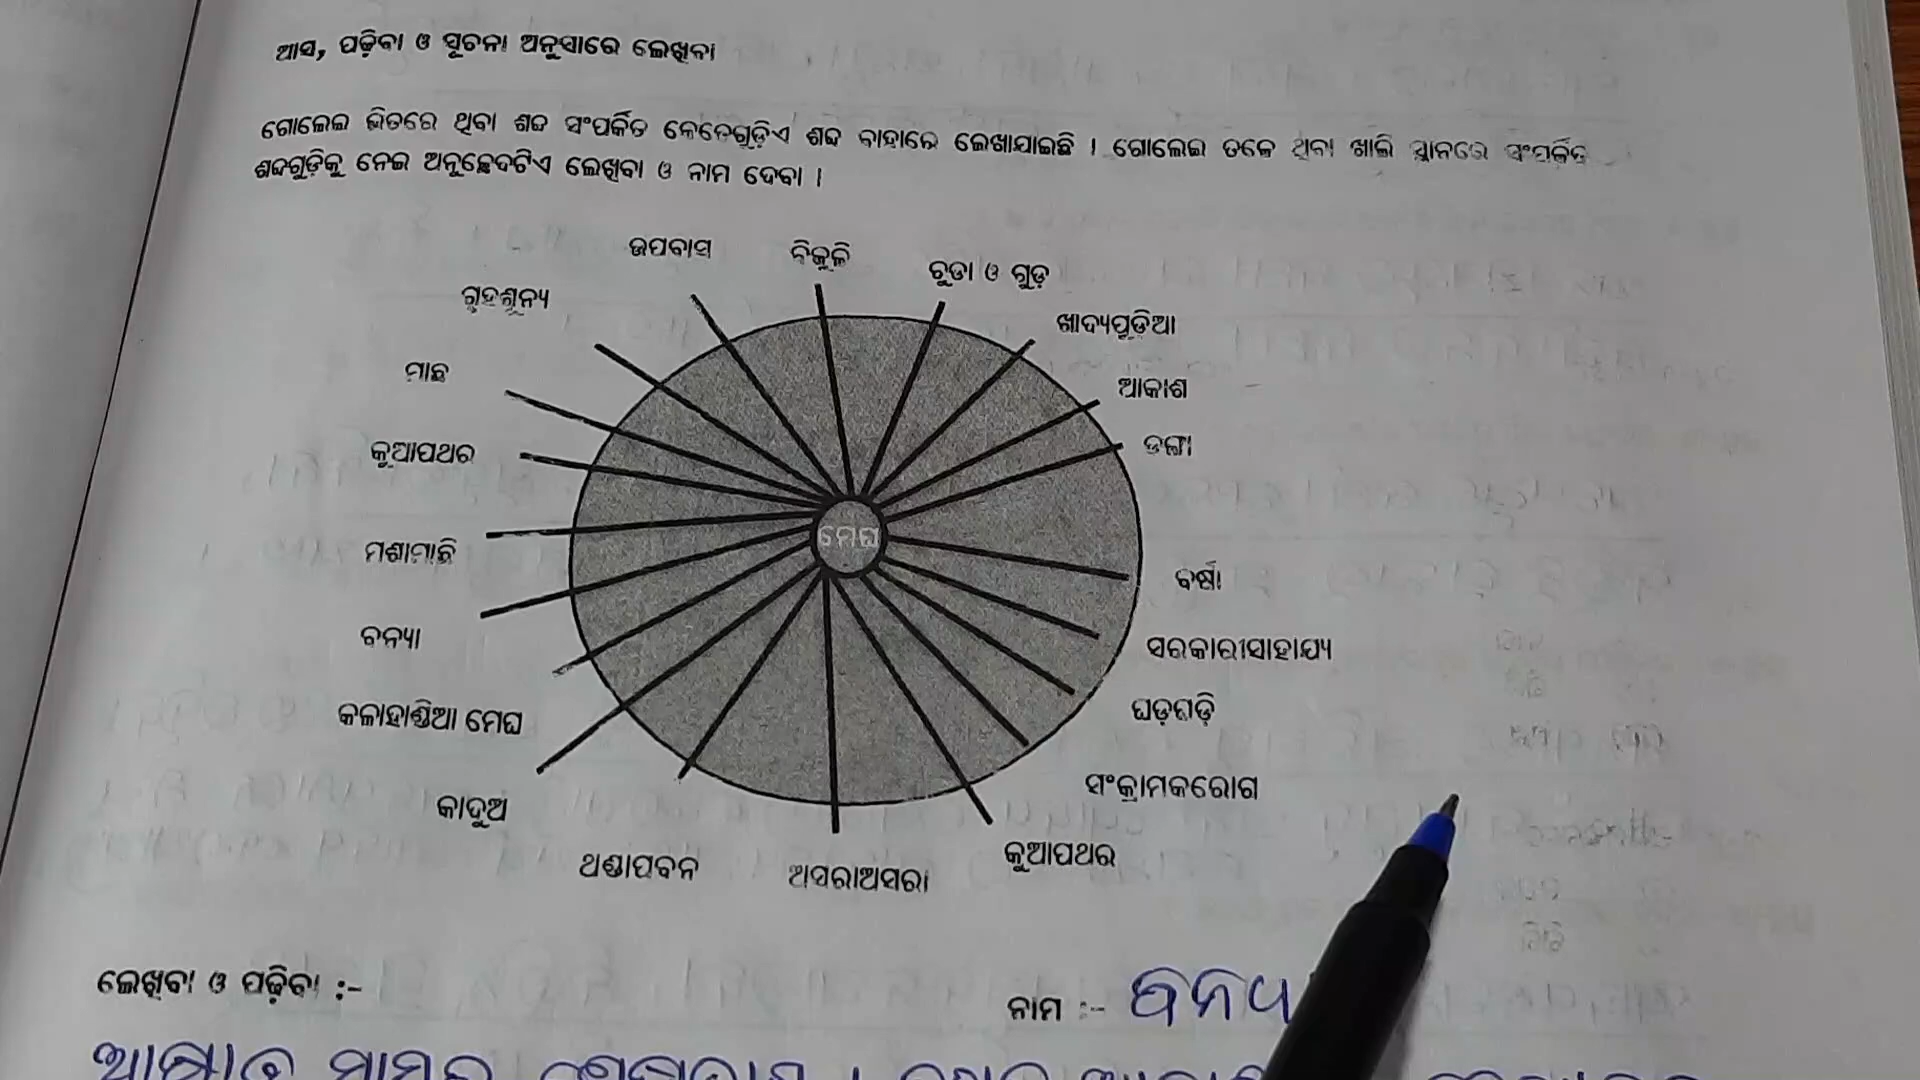 ଆସ, ପଢ଼ିବା ଓ ସୂଚନା ଅନୁସାରେ ଲେଖିବା
ଗୋଲେଇ ଭିତରେ ଥିବା ଶବ୍ଦ ସଂପର୍କିତ କେତେଗୁଡ଼ିଏ ଶବ୍ଦ ବାହାରେ ଲେଖାଯାଇଛି । ଗୋଲେଇ ତଳେ ଥିବା ଖାଲି ସ୍ଥାନରେ ସଂପର୍କିତ
ଶବ୍ଦଗୁଡ଼ିକୁ ନେଇ ଅନୁଚ୍ଛେଦଟିଏ ଲେଖିବା ଓ ନାମ ଦେବା ।
ଉପବାସ
ବିଜୁଳି
ଚୁଡା ଓ ଗୁଡ଼
ଗୃହଶୂନ୍ୟ
ଖାଦ୍ୟପୁଡ଼ିଆ
ମାଛ
ଆକାଶ
କୁଆପଥର
ଡଙ୍ଗା
ମେଘ
ମଶାମାଛି
ବର୍ଷା
ବନ୍ୟା
ସରକାରୀସାହାଯ୍ୟ
କଳାହାଣ୍ଡିଆ ମେଘ
ଘଡ଼ଘଡ଼ି
କାଦୁଅ
ସଂକ୍ରାମକରୋଗ
ଥଣ୍ଡାପବନ
ଅସରାଅସରା
କୁଆପଥର
ଲେଖିବା ଓ ପଢ଼ିବା :-
ନାମ :-